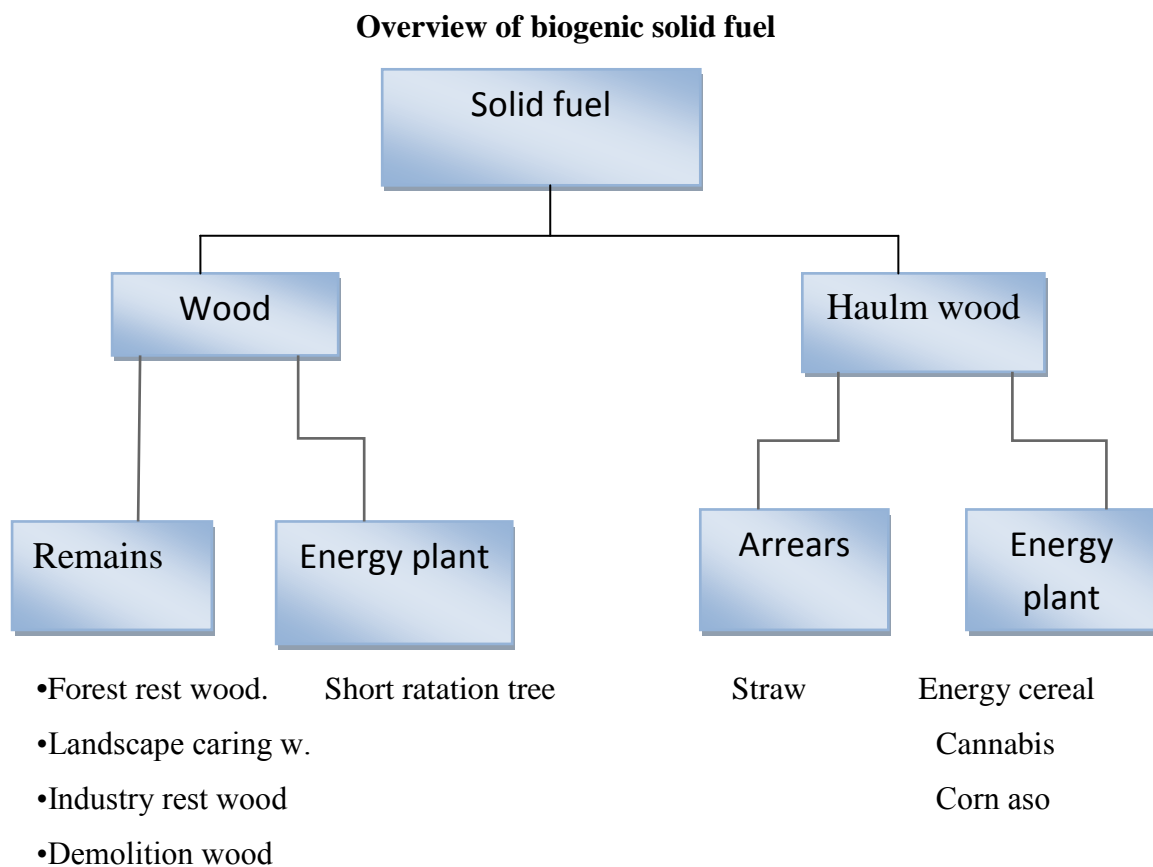 Overview of biogenic solid fuel
Solid fuel
Wood
Haulm wood
Remains
Energy plant
Arrears
Energy
plant
•Forest rest wood.
•Landscape caring w.
•Industry rest wood
•Demolition wood
Short ratation tree
Straw
Energy cereal
Cannabis
Corn aso